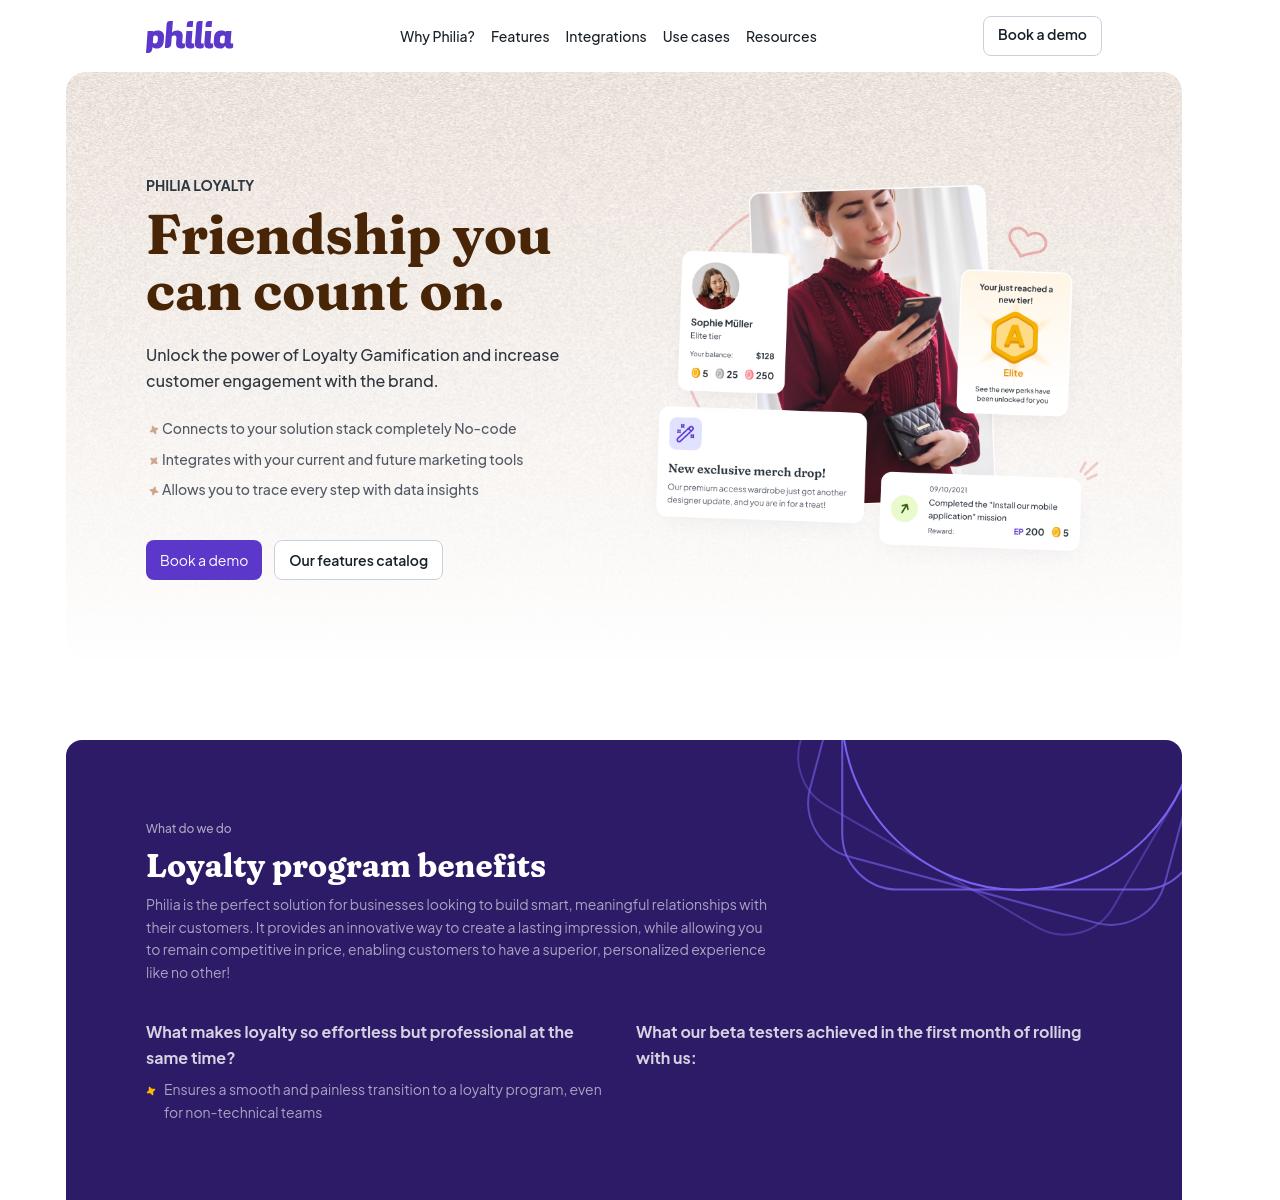 philia
Why Philia?
Features
Integrations
Use cases
Resources
Book a demo
PHILIA LOYALTY
Friendship you
can count on.
Unlock the power of Loyalty Gamification and increase
customer engagement with the brand.
Connects to your solution stack completely No-code
Integrates with your current and future marketing tools
Allows you to trace every step with data insights
Book a demo
Our features catalog
Sophie Müller
Elite tier
Your balance: $128
5 25 250
Your just reached a
new tier!
A
Elite
See the new perks have
been unlocked for you
New exclusive merch drop!
Our premium access wardrobe just got another
designer update, and you are in for a treat!
09/10/2021
Completed the "Install our mobile
application" mission
Reward: EP 200 5
What do we do
Loyalty program benefits
Philia is the perfect solution for businesses looking to build smart, meaningful relationships with
their customers. It provides an innovative way to create a lasting impression, while allowing you
to remain competitive in price, enabling customers to have a superior, personalized experience
like no other!
What makes loyalty so effortless but professional at the
same time?
Ensures a smooth and painless transition to a loyalty program, even
for non-technical teams
What our beta testers achieved in the first month of rolling
with us: